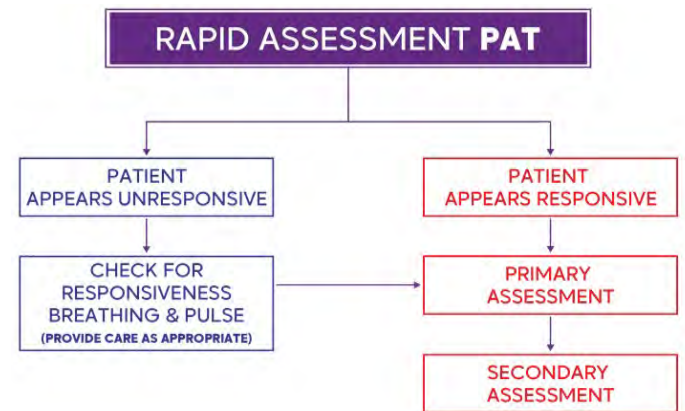 RAPID ASSESSMENT PAT
PATIENT
APPEARS UNRESPONSIVE
PATIENT
APPEARS RESPONSIVE
CHECK FOR
RESPONSIVENESS
BREATHING & PULSE
(PROVIDE CARE AS APPROPRIATE)
PRIMARY
ASSESSMENT
SECONDARY
ASSESSMENT